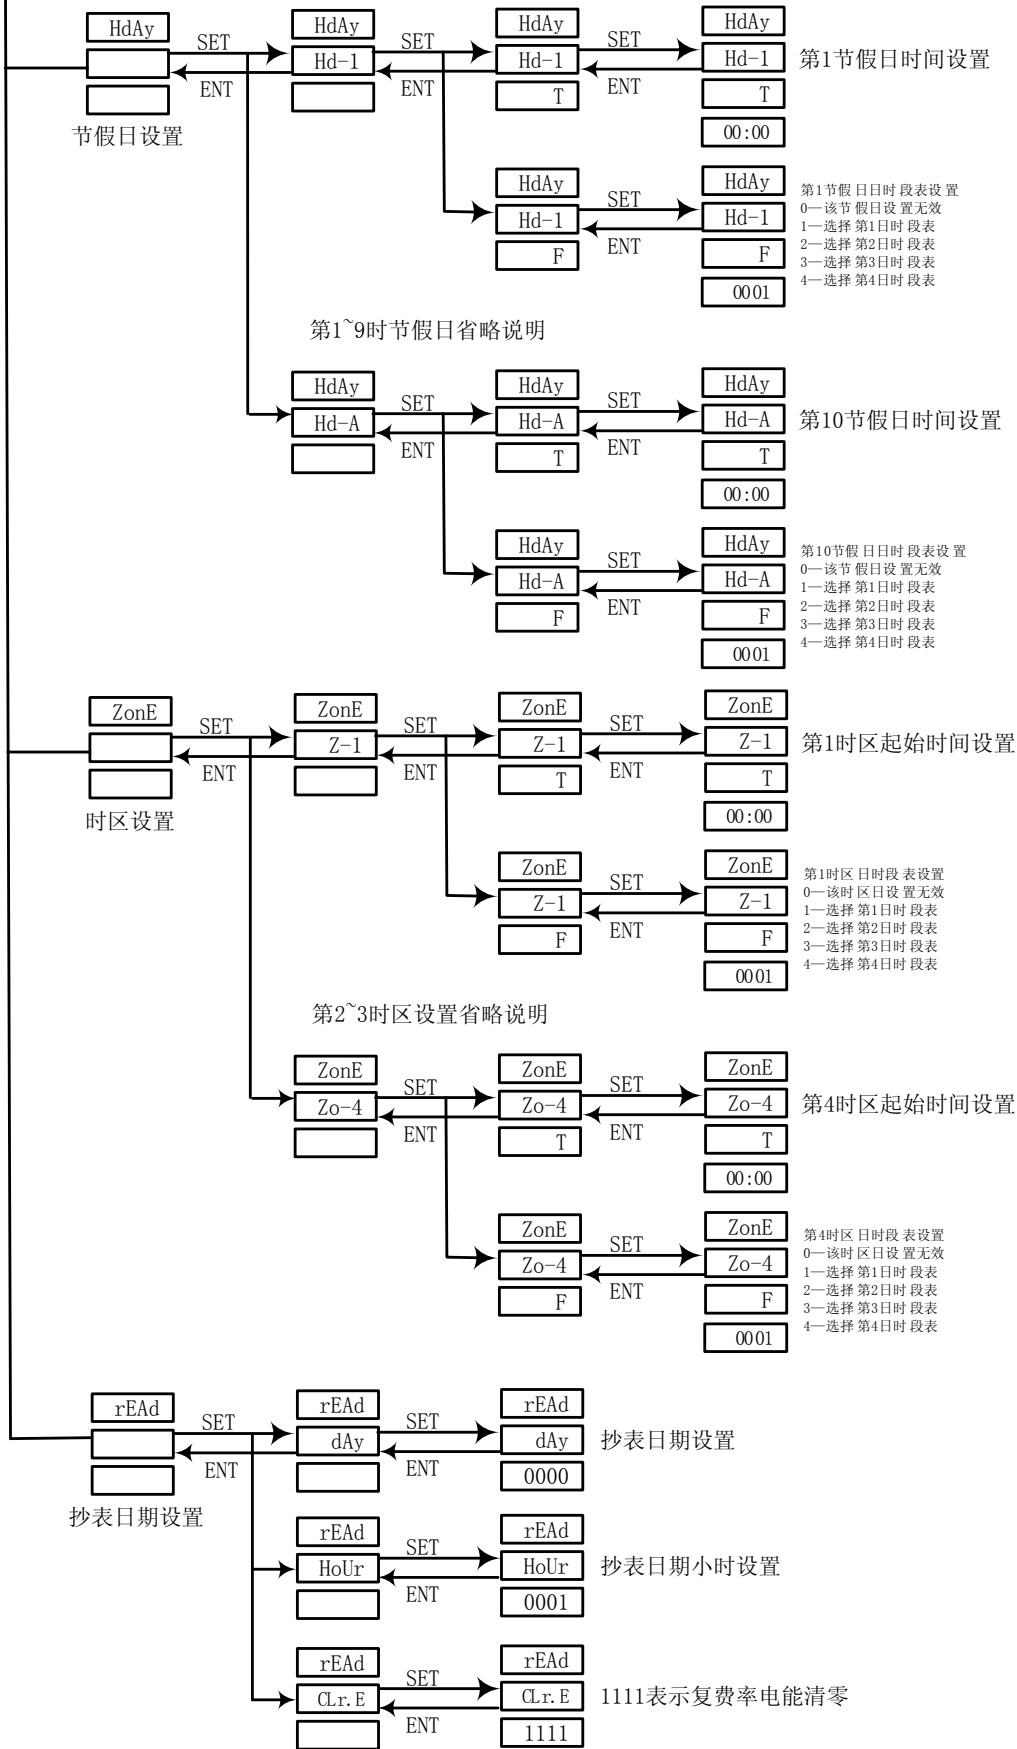 HdAy
HdAy
HdAy
HdAy
SET
SET
SET
Hd-1
Hd-1
Hd-1
第1节假日时间设置
ENT
ENT
ENT
T
T
00:00
节假日设置
HdAy
HdAy
SET
Hd-1
Hd-1
ENT
F
F
0001
第1节假日日时段表设置
0—该节假日设置无效
1—选择第1日时段表
2—选择第2日时段表
3—选择第3日时段表
4—选择第4日时段表
第1~9时节假日省略说明
HdAy
HdAy
HdAy
SET
SET
Hd-A
Hd-A
Hd-A
第10节假日时间设置
ENT
ENT
T
T
00:00
HdAy
HdAy
SET
Hd-A
Hd-A
ENT
F
F
0001
第10节假日日时段表设置
0—该节假日设置无效
1—选择第1日时段表
2—选择第2日时段表
3—选择第3日时段表
4—选择第4日时段表
ZonE
ZonE
ZonE
ZonE
SET
SET
SET
Z-1
Z-1
Z-1
第1时区起始时间设置
ENT
ENT
ENT
T
T
00:00
时区设置
ZonE
ZonE
SET
Z-1
Z-1
ENT
F
F
0001
第1时区日时段表设置
0—该时区日设置无效
1—选择第1日时段表
2—选择第2日时段表
3—选择第3日时段表
4—选择第4日时段表
第2~3时区设置省略说明
ZonE
ZonE
ZonE
SET
SET
Zo-4
Zo-4
Zo-4
第4时区起始时间设置
ENT
ENT
T
T
00:00
ZonE
ZonE
SET
Zo-4
Zo-4
ENT
F
F
0001
第4时区日时段表设置
0—该时区日设置无效
1—选择第1日时段表
2—选择第2日时段表
3—选择第3日时段表
4—选择第4日时段表
rEAd
rEAd
rEAd
SET
SET
dAy
dAy
抄表日期设置
ENT
ENT
0000
抄表日期设置
rEAd
rEAd
SET
HoUr
HoUr
抄表日期小时设置
ENT
0001
rEAd
rEAd
SET
CLr.E
CLr.E
1111表示复费率电能清零
ENT
1111